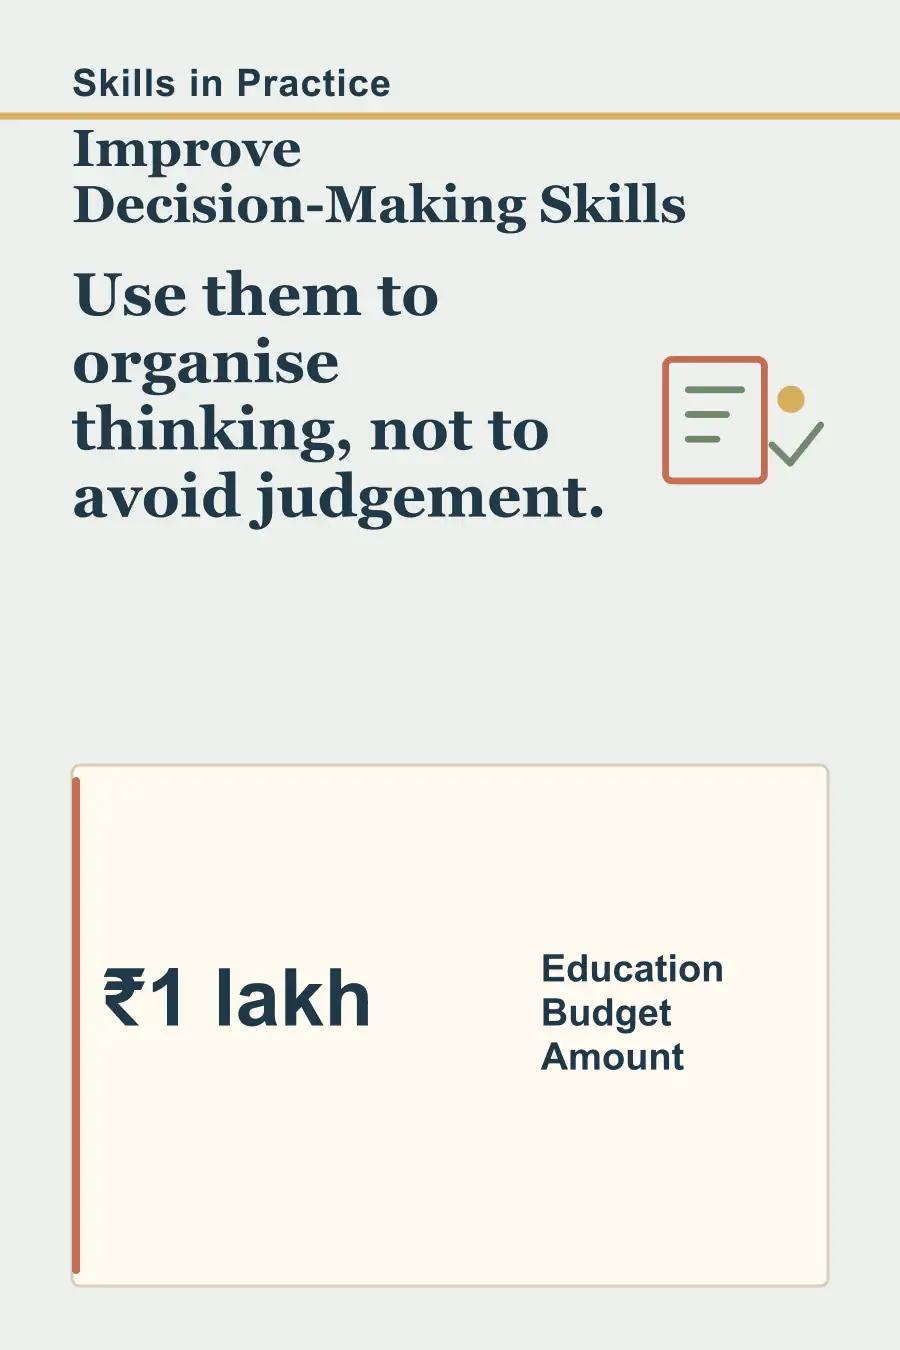 Skills in Practice
Improve
Decision-Making Skills
Use them to
organise
thinking, not to
avoid judgement.
₹1 lakh
Education
Budget
Amount